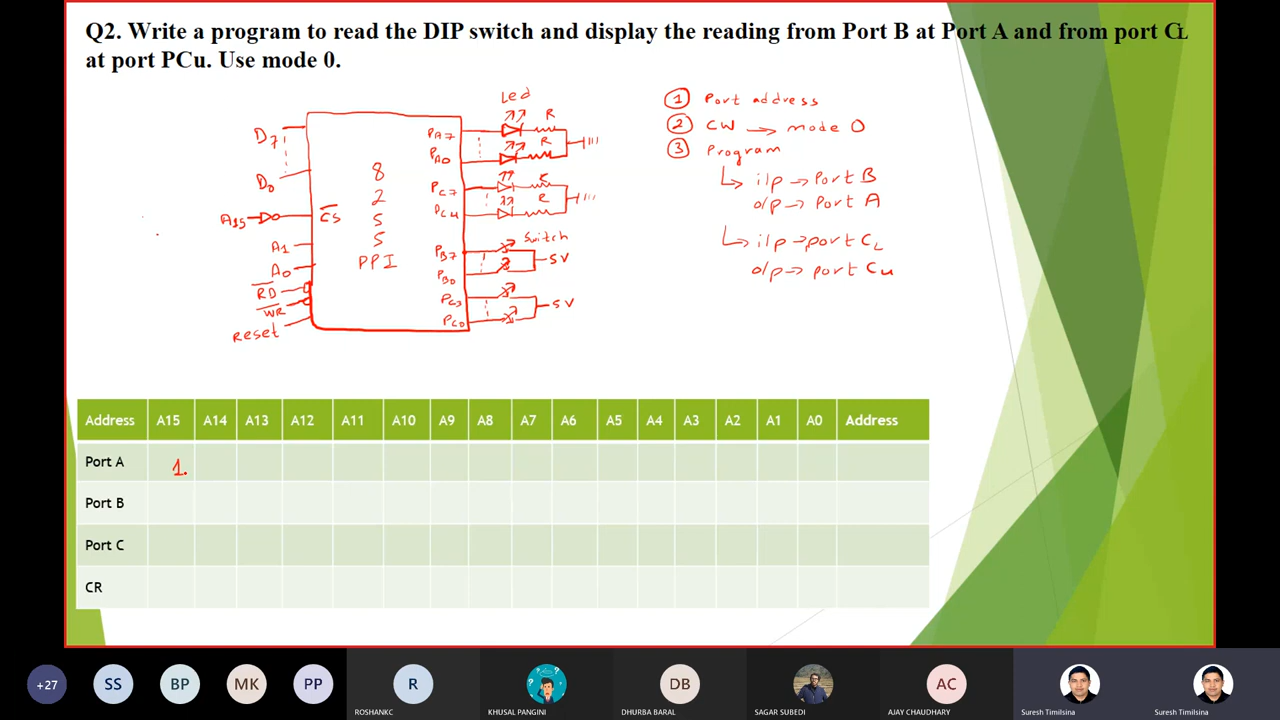 Q2. Write a program to read the DIP switch and display the reading from Port B at Port A and from port CL
at port PCu. Use mode 0.
Led
D7
D0
A15
A1
A0
RD
WR
Reset
CS
8
2
5
5
PPI
PA7
PA0
PC7
PC4
PB7
PB0
PC3
PC0
R
R
R
R
Switch
5V
5V
① Port address
② CW → mode 0
③ Program
i/p → Port B
o/p → Port A
i/p → port CL
o/p → port Cu
Address A15 A14 A13 A12 A11 A10 A9 A8 A7 A6 A5 A4 A3 A2 A1 A0 Address
Port A 1.
Port B
Port C
CR
+27 SS BP MK PP R DB AC
ROSHANKC KHUSAL PANGINI DHURBA BARAL SAGAR SUBEDI AJAY CHAUDHARY Suresh Timilsina Suresh Timilsina